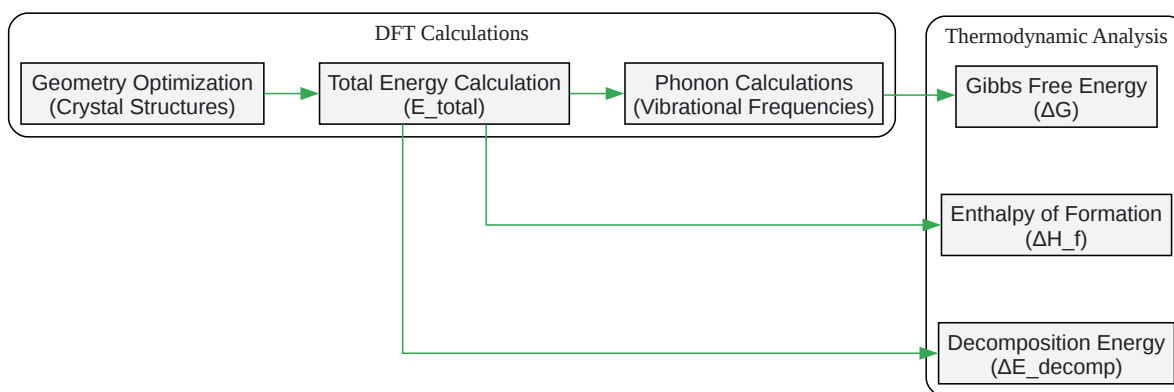 DFT Calculations
Geometry Optimization
(Crystal Structures)
Total Energy Calculation
(E_total)
Phonon Calculations
(Vibrational Frequencies)
Thermodynamic Analysis
Gibbs Free Energy
(ΔG)
Enthalpy of Formation
(ΔH_f)
Decomposition Energy
(ΔE_decomp)